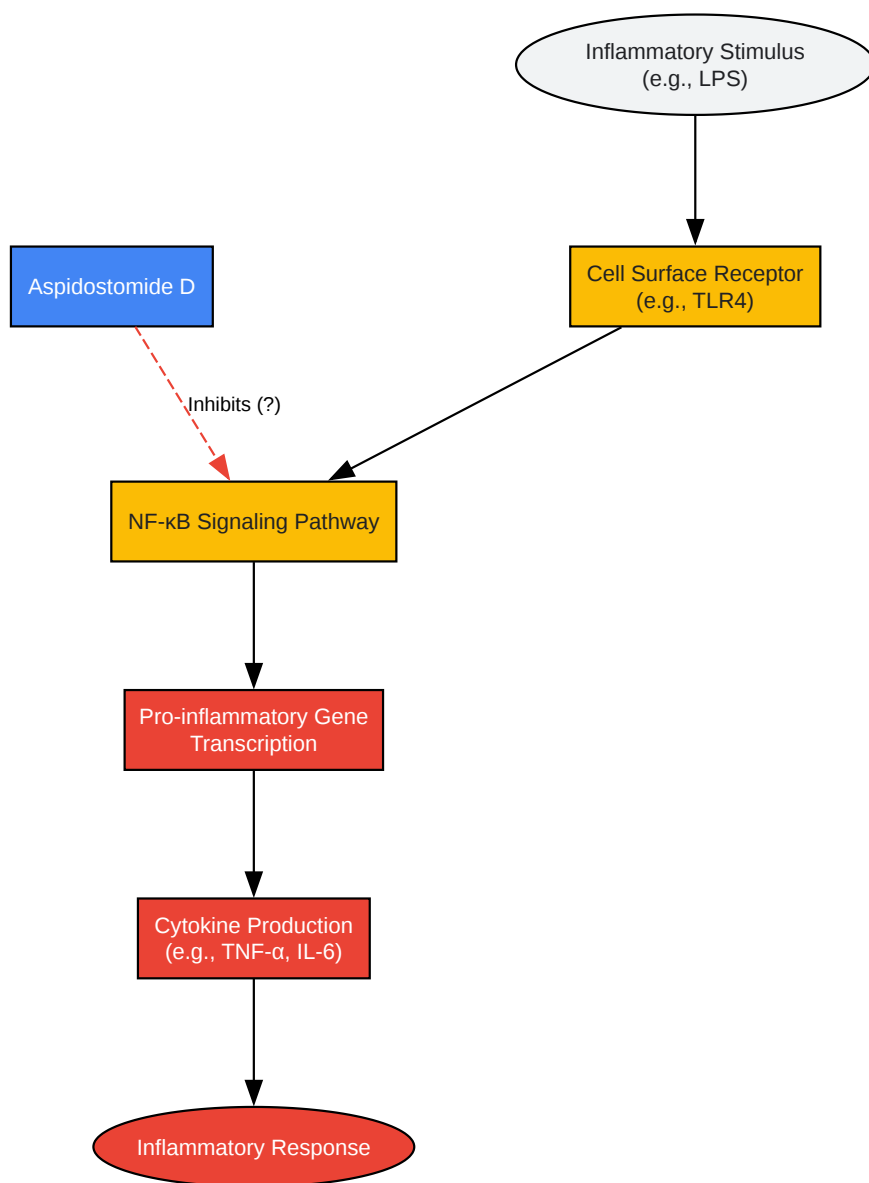 Inflammatory Stimulus
(e.g., LPS)
Aspidostomide D
Cell Surface Receptor
(e.g., TLR4)
Inhibits (?)
NF-κB Signaling Pathway
Pro-inflammatory Gene
Transcription
Cytokine Production
(e.g., TNF-α, IL-6)
Inflammatory Response